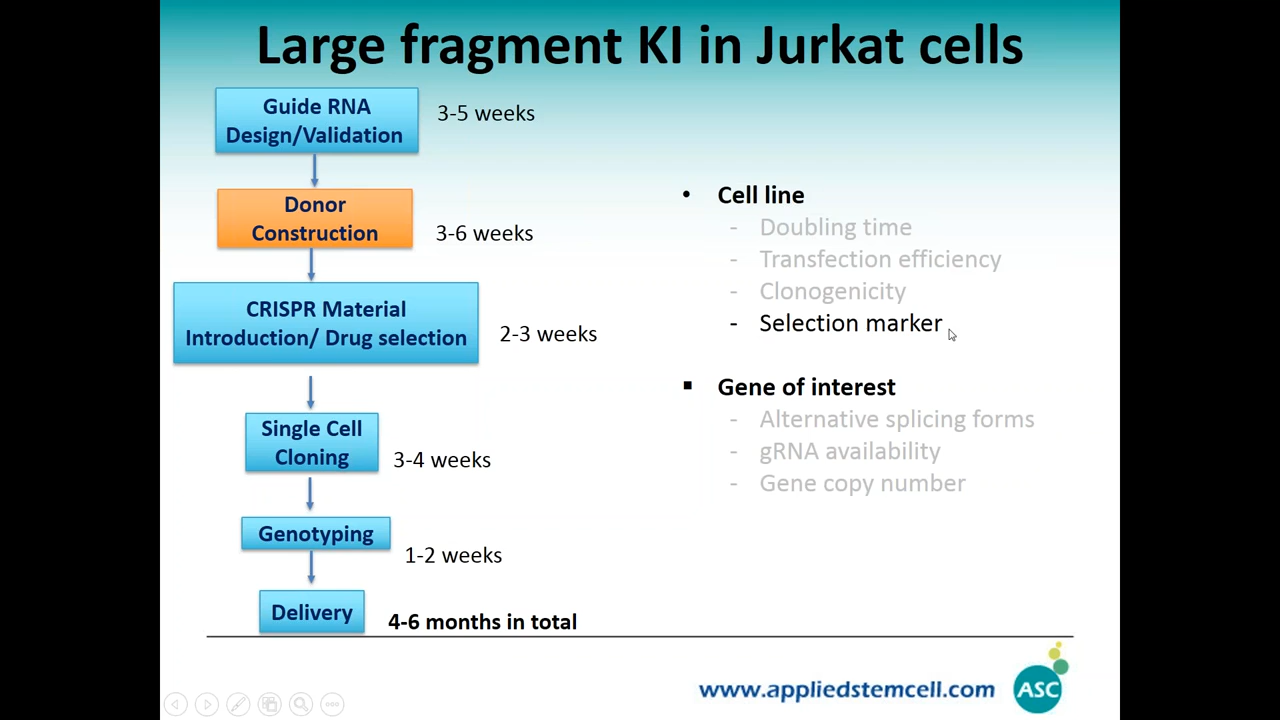 Large fragment KI in Jurkat cells
Guide RNA
Design/Validation
3-5 weeks
Donor
Construction
3-6 weeks
CRISPR Material
Introduction/ Drug selection
2-3 weeks
Single Cell
Cloning
3-4 weeks
Genotyping
1-2 weeks
Delivery
4-6 months in total
• Cell line
- Doubling time
- Transfection efficiency
- Clonogenicity
- Selection marker
▪ Gene of interest
- Alternative splicing forms
- gRNA availability
- Gene copy number
www.appliedstemcell.com
ASC